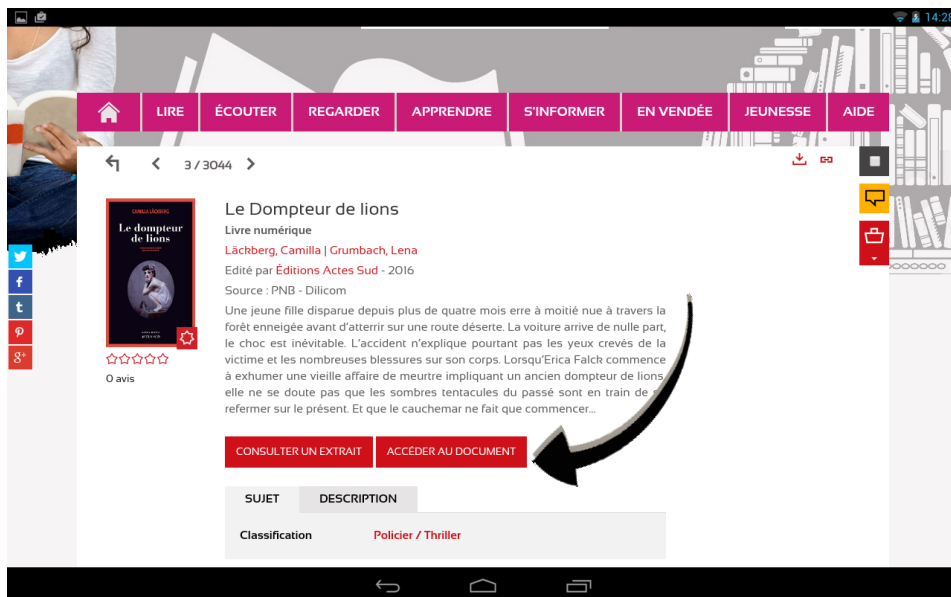 14:28
LIRE ÉCOUTER REGARDER APPRENDRE S'INFORMER EN VENDÉE JEUNESSE AIDE
3 / 3044
CAMILLA LÄCKBERG
Le dompteur
de lions
Le Dompteur de lions
Livre numérique
Läckberg, Camilla | Grumbach, Lena
Edité par Éditions Actes Sud - 2016
Source : PNB - Dilicom
Une jeune fille disparue depuis plus de quatre mois erre à moitié nue à travers la
forêt enneigée avant d'atterrir sur une route déserte. La voiture arrive de nulle part,
le choc est inévitable. L'accident n'explique pourtant pas les yeux crevés de la
victime et les nombreuses blessures sur son corps. Lorsqu'Erica Falck commence
à exhumer une vieille affaire de meurtre impliquant un ancien dompteur de lions
elle ne se doute pas que les sombres tentacules du passé sont en train de
refermer sur le présent. Et que le cauchemar ne fait que commencer...
0 avis
CONSULTER UN EXTRAIT ACCÉDER AU DOCUMENT
SUJET DESCRIPTION
Classification Policier / Thriller
f
t
g+